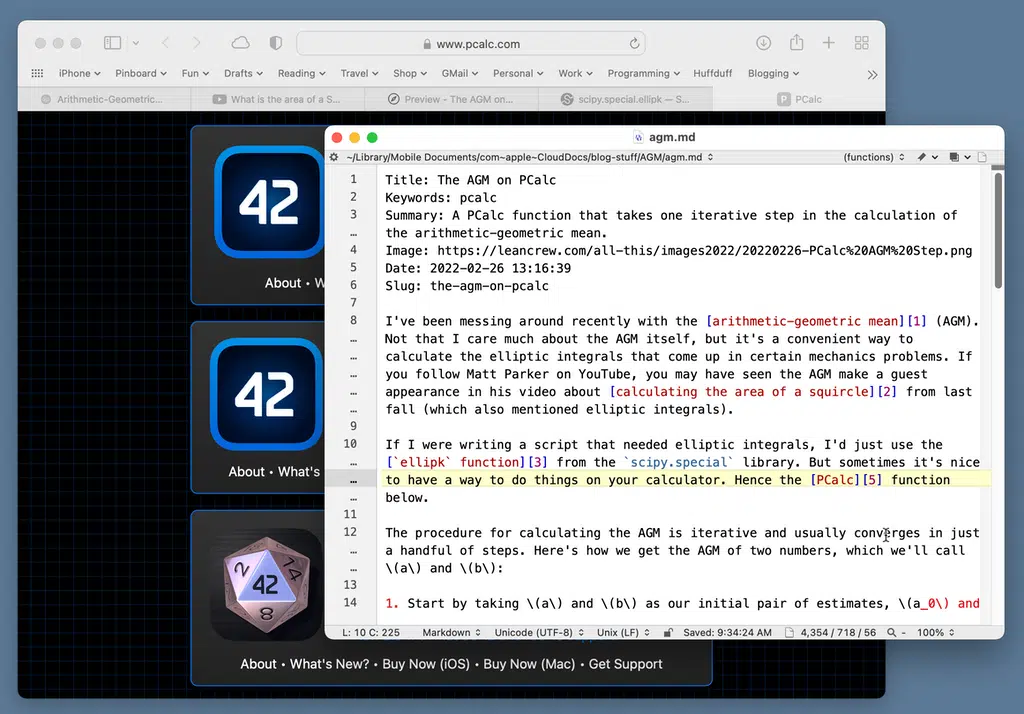 www.pcalc.com
iPhone Pinboard Fun Drafts Reading Travel Shop GMail Personal Work Programming Huffduff Blogging
Arithmetic-Geometric... What is the area of a S... Preview - The AGM on... scipy.special.ellipk — S... PCalc
42
About • W
42
About • What's
2
14
42
8
About • What's New? • Buy Now (iOS) • Buy Now (Mac) • Get Support
agm.md
~/Library/Mobile Documents/com~apple~CloudDocs/blog-stuff/AGM/agm.md (functions)
1 Title: The AGM on PCalc
2 Keywords: pcalc
3 Summary: A PCalc function that takes one iterative step in the calculation of
… the arithmetic-geometric mean.
4 Image: https://leancrew.com/all-this/images2022/20220226-PCalc%20AGM%20Step.png
5 Date: 2022-02-26 13:16:39
6 Slug: the-agm-on-pcalc
7
8 I've been messing around recently with the [arithmetic-geometric mean][1] (AGM).
… Not that I care much about the AGM itself, but it's a convenient way to
… calculate the elliptic integrals that come up in certain mechanics problems. If
… you follow Matt Parker on YouTube, you may have seen the AGM make a guest
… appearance in his video about [calculating the area of a squircle][2] from last
… fall (which also mentioned elliptic integrals).
9
10 If I were writing a script that needed elliptic integrals, I'd just use the
… [`ellipk` function][3] from the `scipy.special` library. But sometimes it's nice
… to have a way to do things on your calculator. Hence the [PCalc][5] function
… below.
11
12 The procedure for calculating the AGM is iterative and usually converges in just
… a handful of steps. Here's how we get the AGM of two numbers, which we'll call
… \(a\) and \(b\):
13
14 1. Start by taking \(a\) and \(b\) as our initial pair of estimates, \(a_0\) and
L: 10 C: 225 Markdown Unicode (UTF-8) Unix (LF) Saved: 9:34:24 AM 4,354 / 718 / 56 - 100%